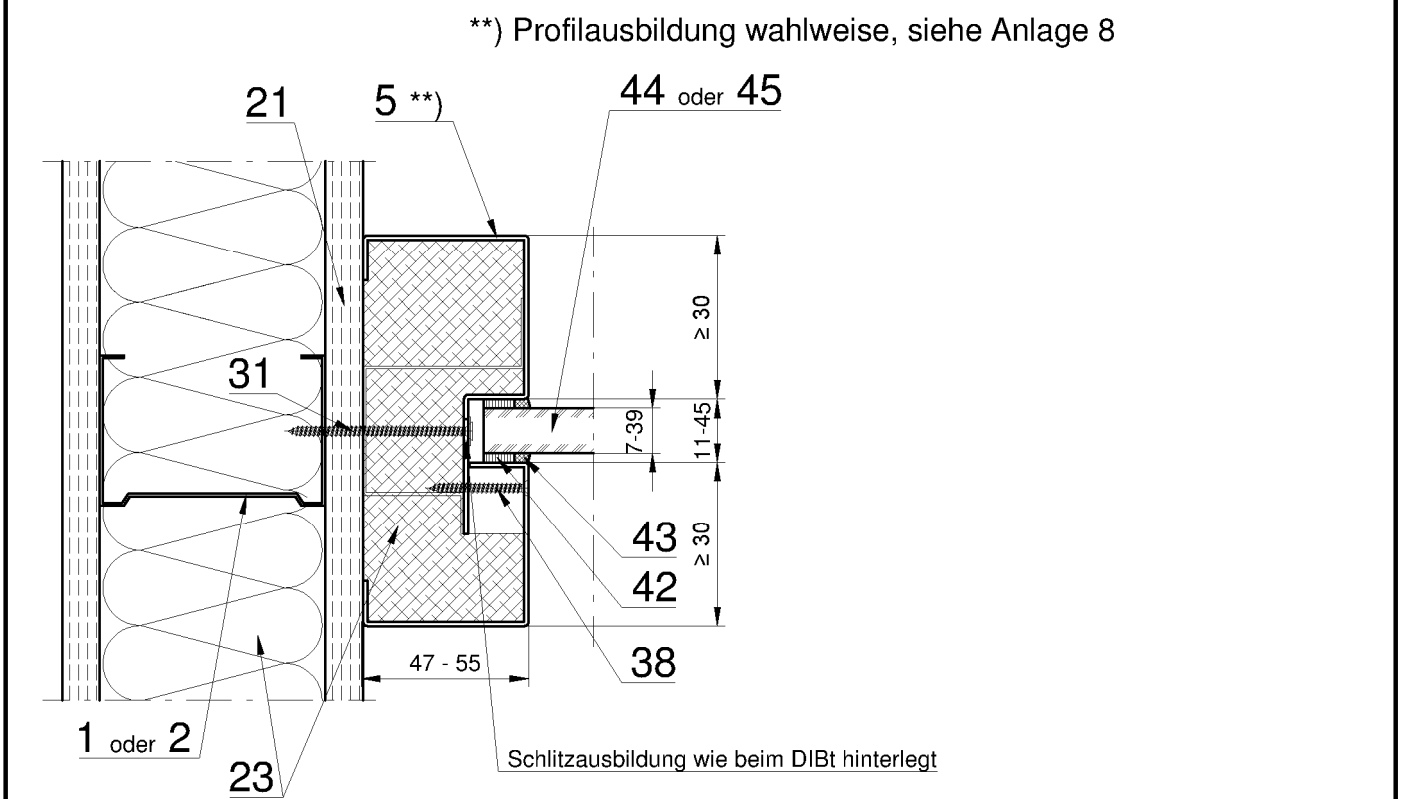 **) Profilausbildung wahlweise, siehe Anlage 8
44 oder 45
5 **)
21
≥ 30
31
7-39
11-45
43
≥ 30
42
38
47 - 55
1 oder 2
Schlitzausbildung wie beim DIBt hinterlegt
23